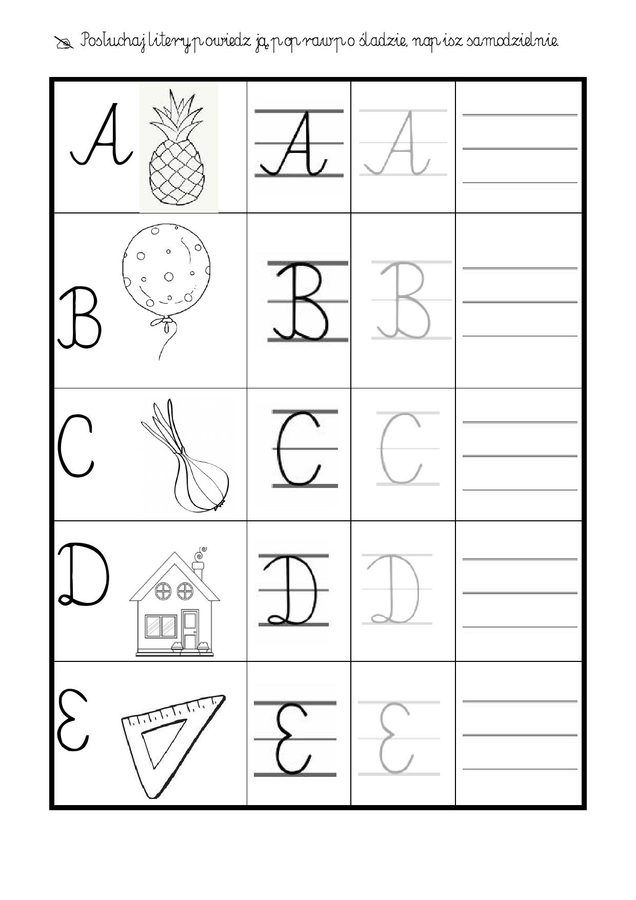 Posłuchaj litery, powiedz ją, popraw po śladzie, napisz samodzielnie.
A A A
B B B
C C C
D D D
E E E